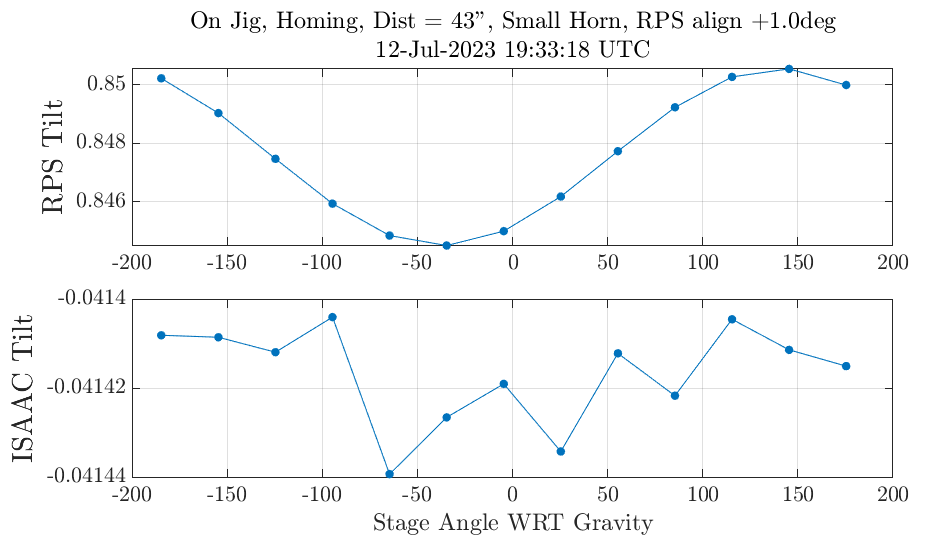 On Jig, Homing, Dist = 43”, Small Horn, RPS align +1.0deg
12-Jul-2023 19:33:18 UTC
RPS Tilt
0.85
0.848
0.846
-200 -150 -100 -50 0 50 100 150 200
ISAAC Tilt
-0.0414
-0.04142
-0.04144
-200 -150 -100 -50 0 50 100 150 200
Stage Angle WRT Gravity